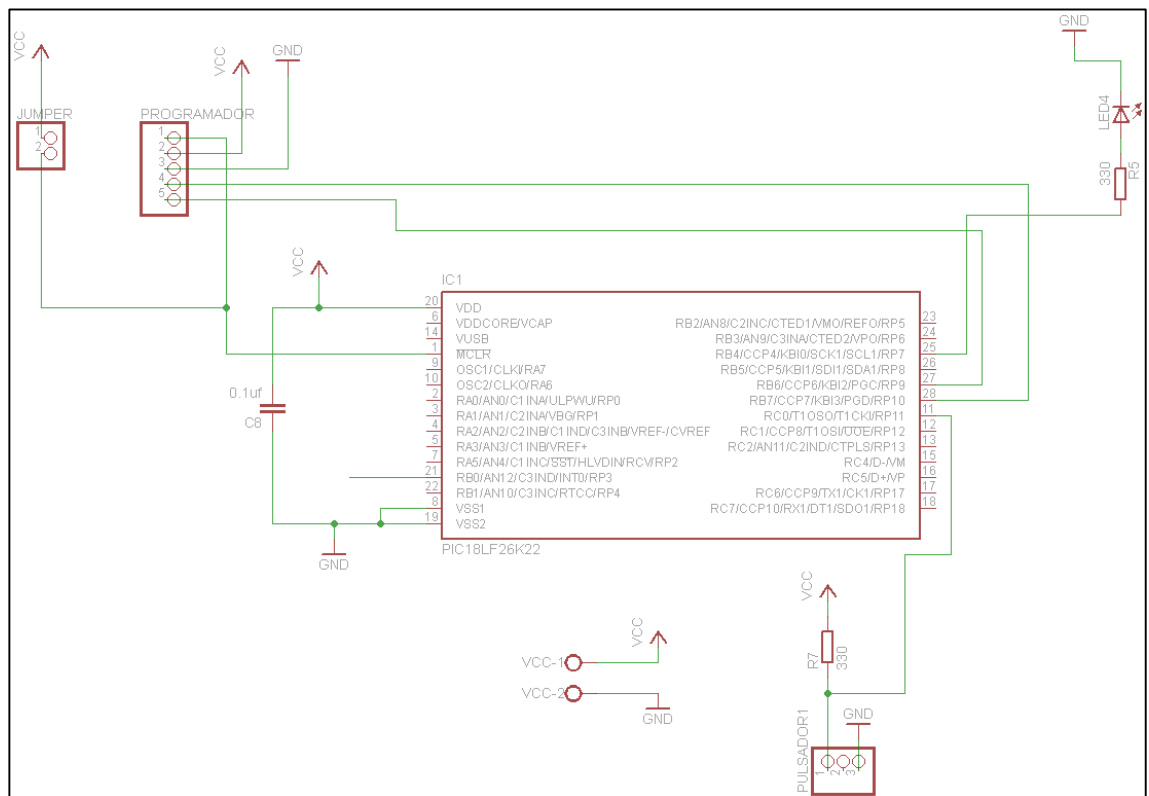 VCC
JUMPER
1
2
VCC
GND
PROGRAMADOR
1
2
3
4
5
GND
LED4
330
R5
VCC
0.1uf
C8
GND
IC1
20 VDD
6 VDDCORE/VCAP
14 VUSB
1 MCLR
9 OSC1/CLKI/RA7
10 OSC2/CLKO/RA6
2 RA0/AN0/C1INA/ULPWU/RP0
3 RA1/AN1/C2INA/VBG/RP1
4 RA2/AN2/C2INB/C1IND/C3INB/VREF-/CVREF
5 RA3/AN3/C1INB/VREF+
7 RA5/AN4/C1INC/SST/HLVDIN/RCV/RP2
21 RB0/AN12/C3IND/INT0/RP3
22 RB1/AN10/C3INC/RTCC/RP4
8 VSS1
19 VSS2
RB2/AN8/C2INC/CTED1/VMO/REFO/RP5 23
RB3/AN9/C3INA/CTED2/VPO/RP6 24
RB4/CCP4/KBI0/SCK1/SCL1/RP7 25
RB5/CCP5/KBI1/SDI1/SDA1/RP8 26
RB6/CCP6/KBI2/PGC/RP9 27
RB7/CCP7/KBI3/PGD/RP10 28
RC0/T1OSO/T1CKI/RP11 11
RC1/CCP8/T1OSI/UOE/RP12 12
RC2/AN11/C2IND/CTPLS/RP13 13
RC4/D-/VM 15
RC5/D+/VP 16
RC6/CCP9/TX1/CK1/RP17 17
RC7/CCP10/RX1/DT1/SDO1/RP18 18
PIC18LF26K22
VCC
VCC-1
VCC-2
GND
VCC
R7
330
GND
PULSADOR1
1
2
3